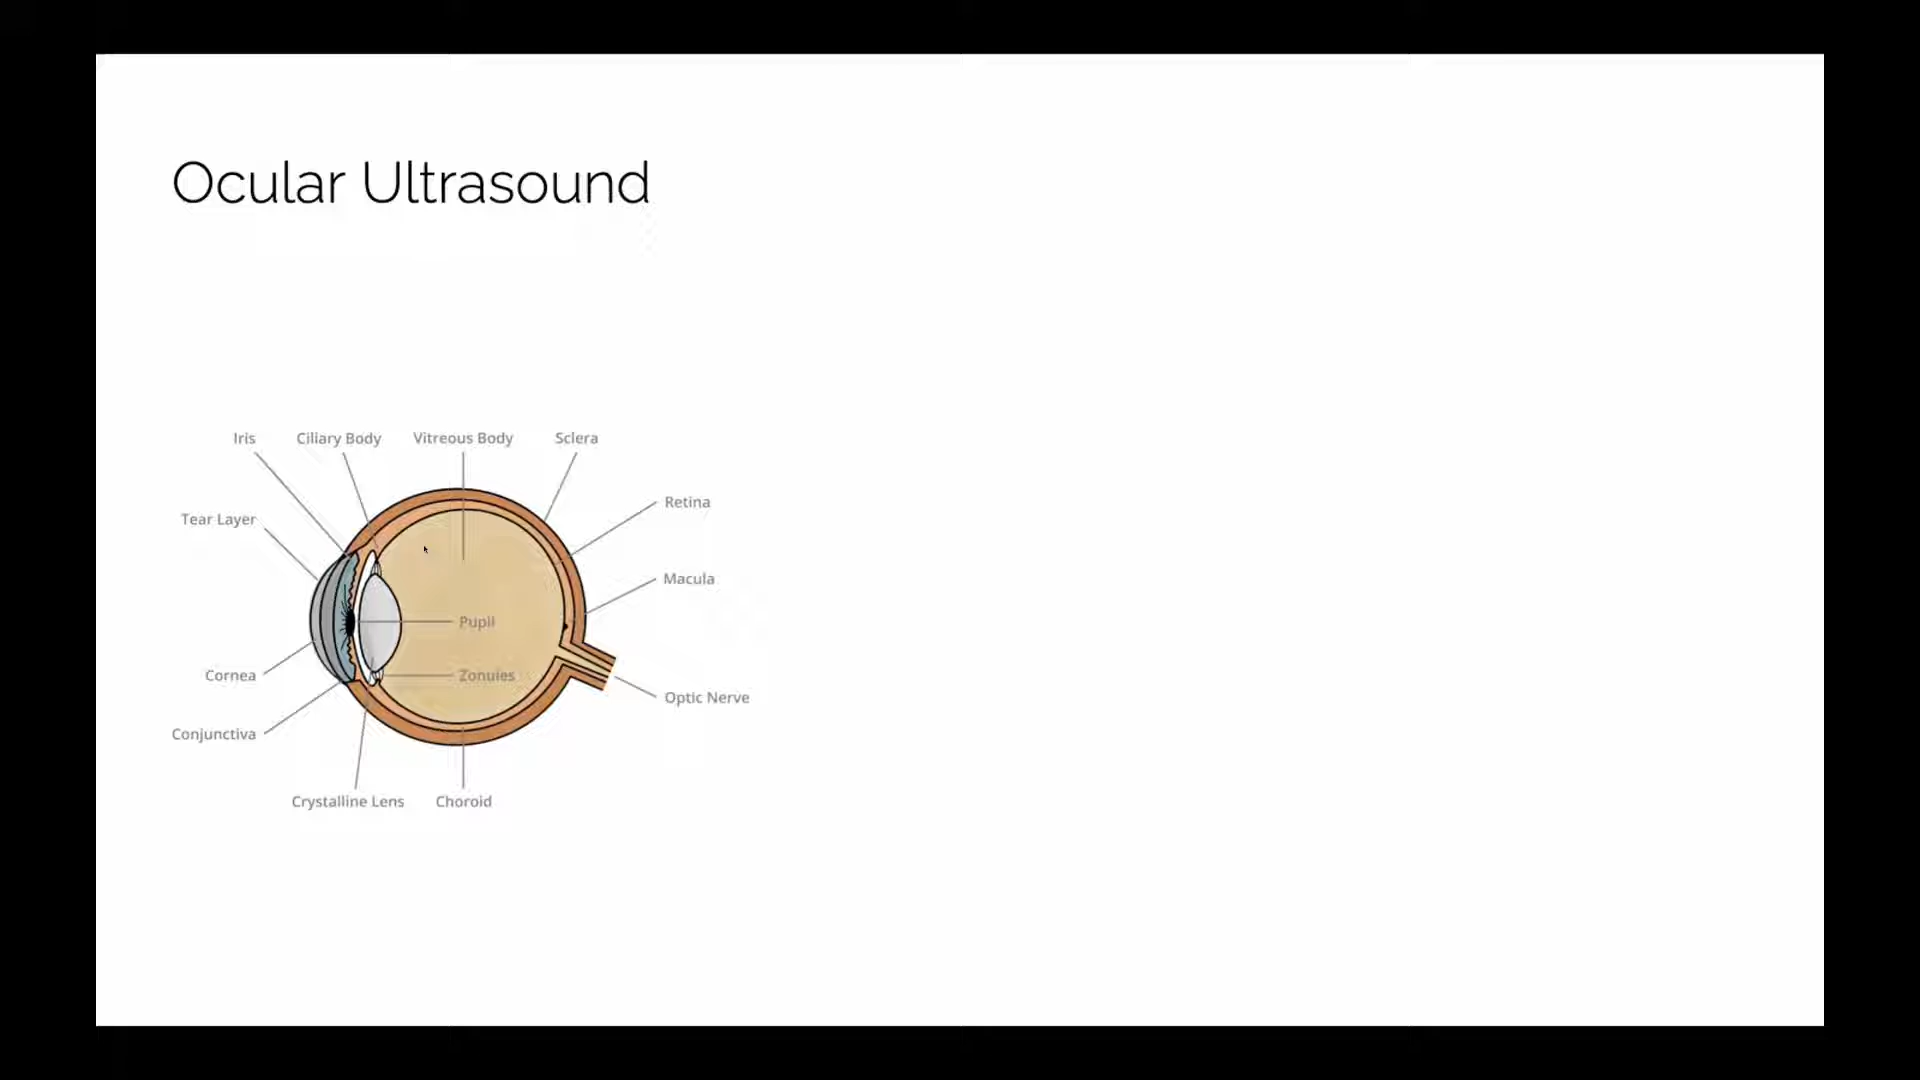 Ocular Ultrasound
Iris
Ciliary Body
Vitreous Body
Sclera
Retina
Tear Layer
Macula
Pupil
Cornea
Zonules
Optic Nerve
Conjunctiva
Crystalline Lens
Choroid